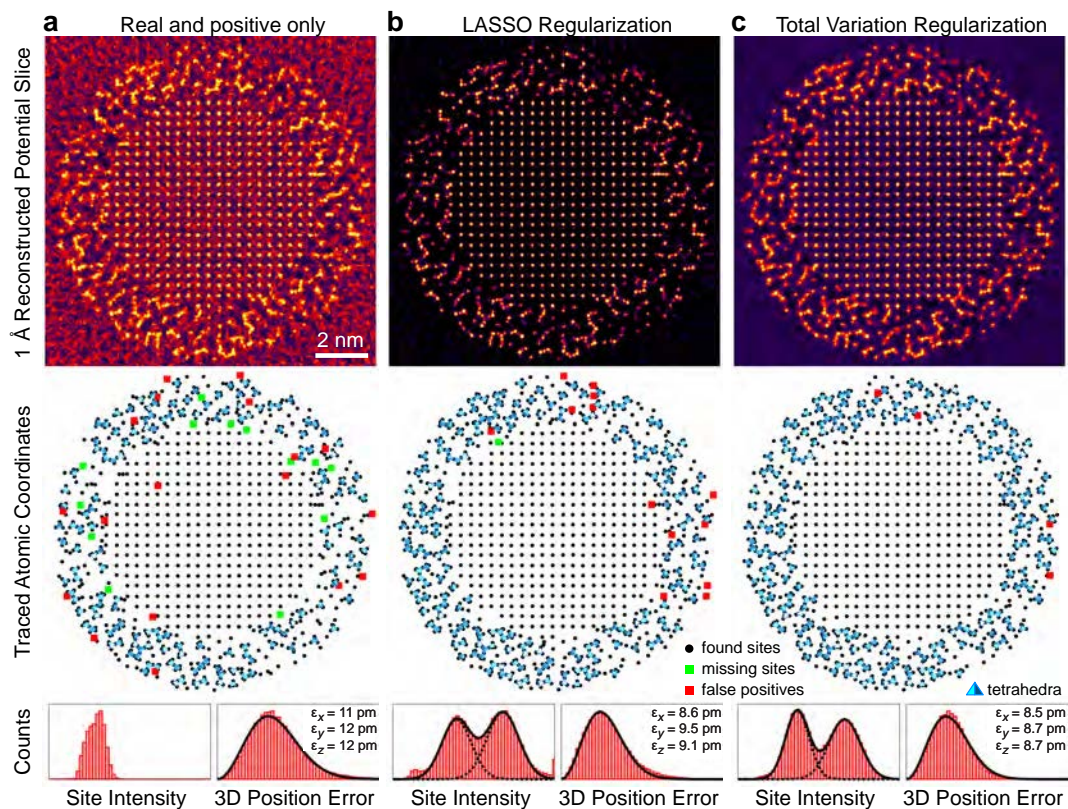 a Real and positive only
b LASSO Regularization
c Total Variation Regularization
1 Å Reconstructed Potential Slice
2 nm
Traced Atomic Coordinates
found sites
missing sites
false positives
tetrahedra
Counts
εx = 11 pm
εy = 12 pm
εz = 12 pm
εx = 8.6 pm
εy = 9.5 pm
εz = 9.1 pm
εx = 8.5 pm
εy = 8.7 pm
εz = 8.7 pm
Site Intensity
3D Position Error
Site Intensity
3D Position Error
Site Intensity
3D Position Error